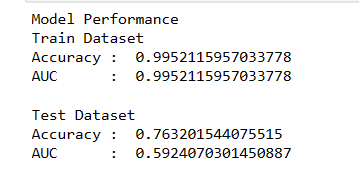 Model Performance
Train Dataset
Accuracy :  0.9952115957033778
AUC      :  0.9952115957033778

Test Dataset
Accuracy :  0.763201544075515
AUC      :  0.5924070301450887